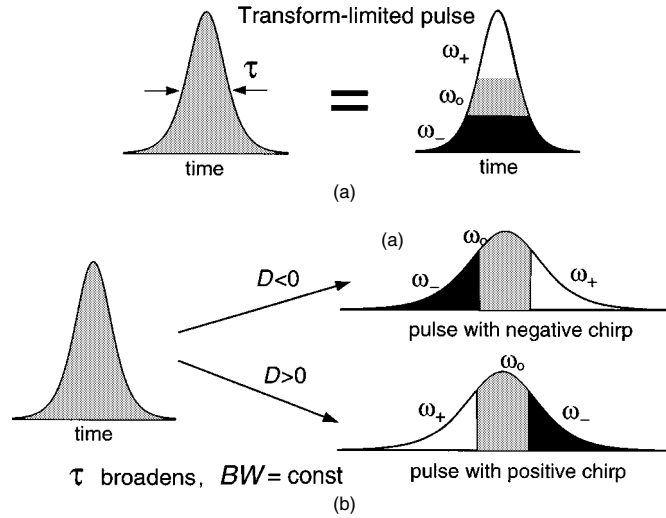 Transform-limited pulse
τ
=
ω+
ωo
ω−
time
time
(a)
(a)
ωo
ω−
ω+
D<0
pulse with negative chirp
D>0
ωo
ω+
ω−
time
pulse with positive chirp
τ broadens, BW = const
(b)